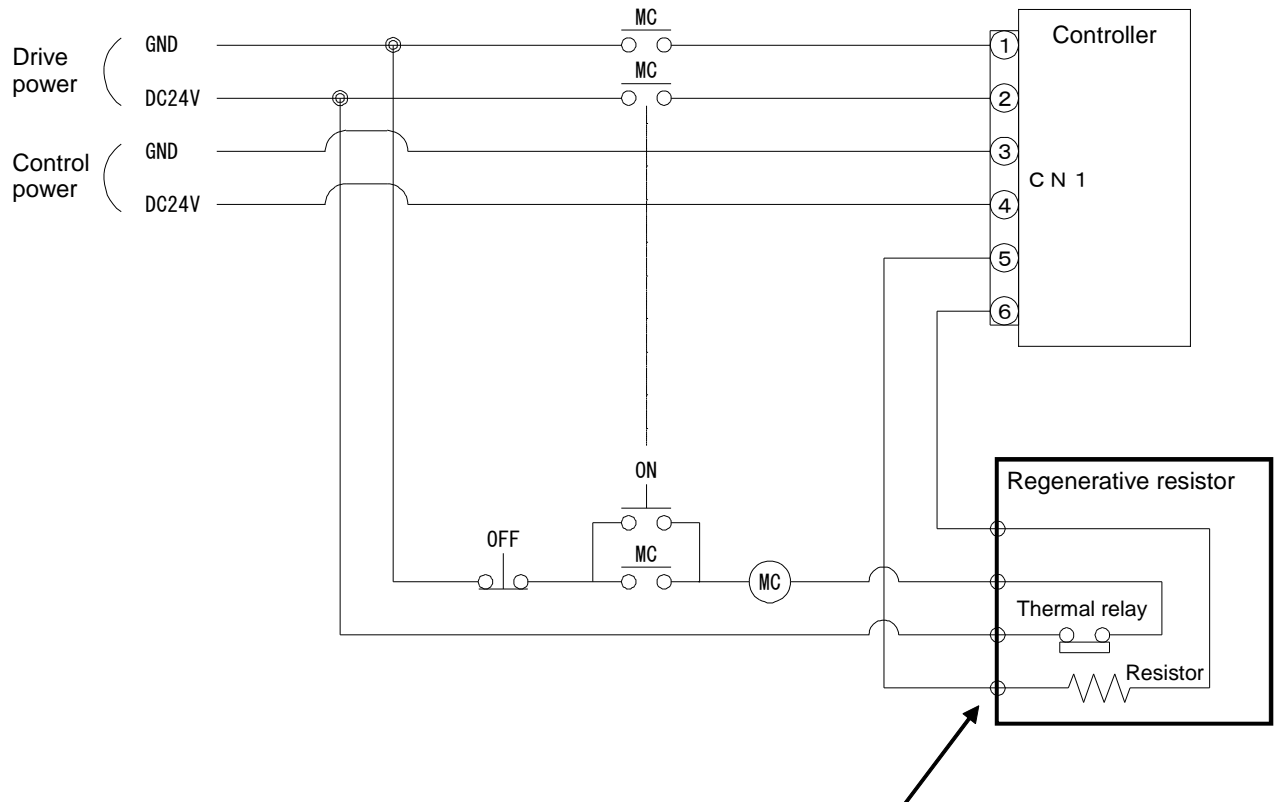 MC
Controller
Drive
power
GND
①
MC
DC24V
②
Control
power
GND
③
CN1
DC24V
④
⑤
⑥
ON
Regenerative resistor
OFF
MC
MC
Thermal relay
Resistor